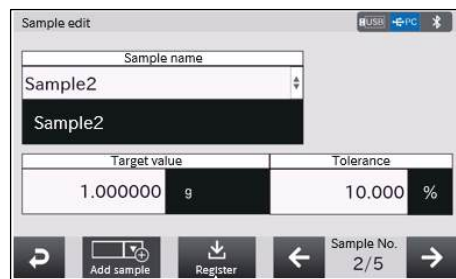 Sample edit
USB PC
Sample name
Sample2
Sample2
Target value Tolerance
1.000000 g 10.000 %
Add sample Register Sample No.
2/5